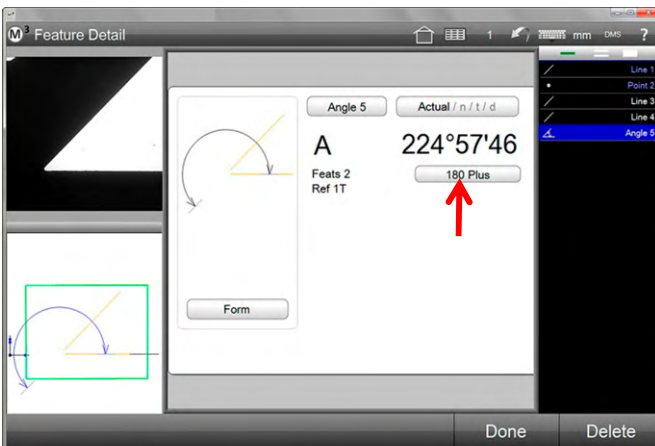 M³ Feature Detail
1
mm
DMS
?
Line 1
Point 2
Line 3
Line 4
Angle 5
Angle 5
Actual / n / t / d
A
224°57'46
Feats 2
Ref 1T
180 Plus
Form
Done
Delete